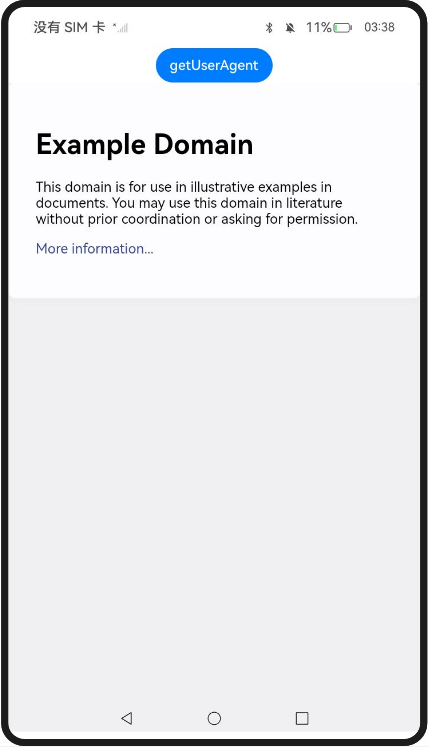 没有 SIM 卡 11% 03:38
getUserAgent
Example Domain
This domain is for use in illustrative examples in
documents. You may use this domain in literature
without prior coordination or asking for permission.
More information...